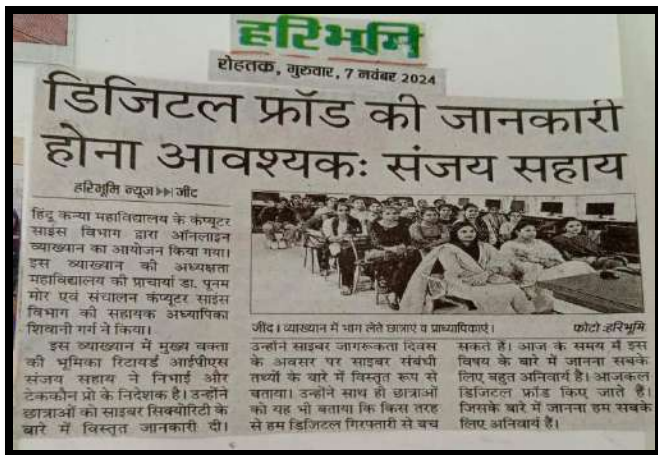 हरिभूमि
रोहतक, गुरुवार, 7 नवंबर 2024
डिजिटल फ्रॉड की जानकारी
होना आवश्यकः संजय सहाय
हरिभूमि न्यूज▶▶जींद
हिंदू कन्या महाविद्यालय के कंप्यूटर
साइंस विभाग द्वारा ऑनलाइन
व्याख्यान का आयोजन किया गया।
इस व्याख्यान की अध्यक्षता
महाविद्यालय की प्राचार्या डा. पूनम
मोर एवं संचालन कंप्यूटर साइंस
विभाग की सहायक अध्यापिका
शिवानी गर्ग ने किया।
इस व्याख्यान में मुख्य वक्ता
की भूमिका रिटायर्ड आईपीएस
संजय सहाय ने निभाई और
टेककौन प्रो के निदेशक है। उन्होंने
छात्राओं को साइबर सिक्योरिटी के
बारे में विस्तृत जानकारी दी।
जींद। व्याख्यान में भाग लेते छात्राएं व प्राध्यापिकाएं।
फोटो :हरिभूमि
उन्होंने साइबर जागरूकता दिवस
के अवसर पर साइबर संबंधी
तथ्यों के बारे में विस्तृत रूप से
बताया। उन्होंने साथ ही छात्राओं
को यह भी बताया कि किस तरह
से हम डिजिटल गिरफ्तारी से बच
सकते हैं। आज के समय में इस
विषय के बारे में जानना सबके
लिए बहुत अनिवार्य है। आजकल
डिजिटल फ्रॉड किए जाते हैं।
जिसके बारे में जानना हम सबके
लिए अनिवार्य हैं।